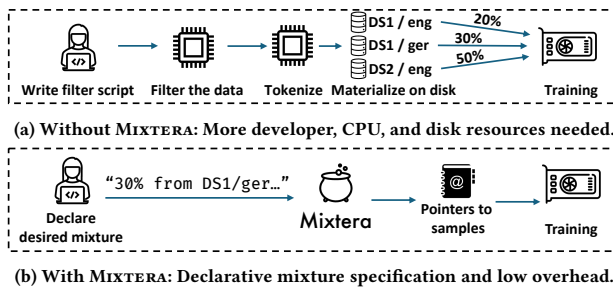 DS1 / eng
20%
DS1 / ger
30%
DS2 / eng
50%
Write filter script
Filter the data
Tokenize
Materialize on disk
Training
(a) Without MIXTERA: More developer, CPU, and disk resources needed.
"30% from DS1/ger…"
Declare
desired mixture
Mixtera
@
Pointers to
samples
Training
(b) With MIXTERA: Declarative mixture specification and low overhead.